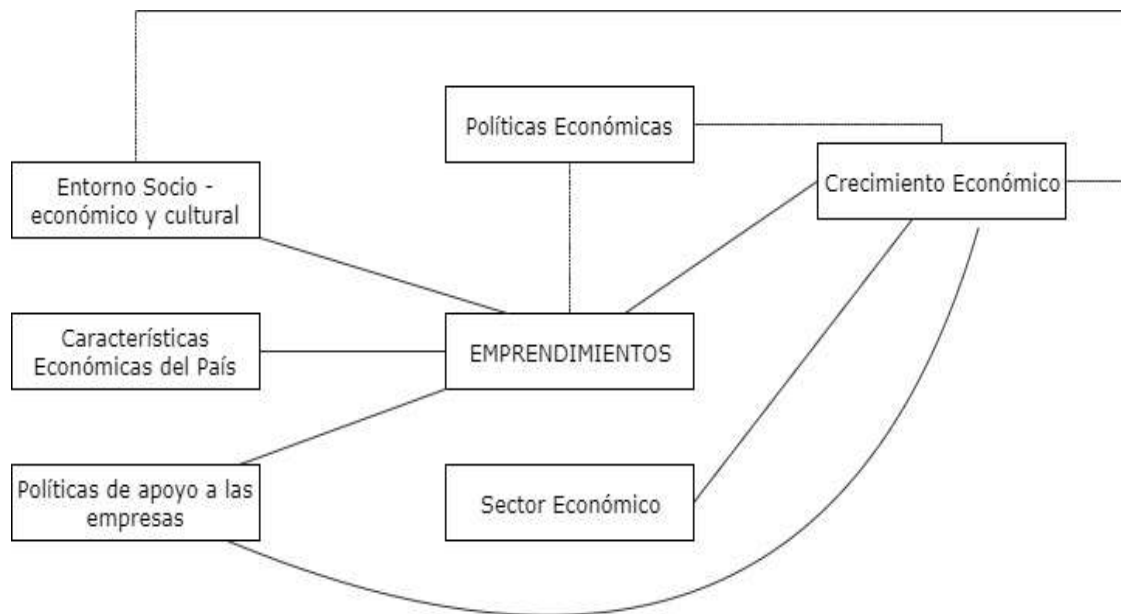 Políticas Económicas
Entorno Socio -
económico y cultural
Crecimiento Económico
Característicás
Económicas del País
EMPRENDIMIENTOS
Políticas de apoyo a las
empresas
Sector Económico